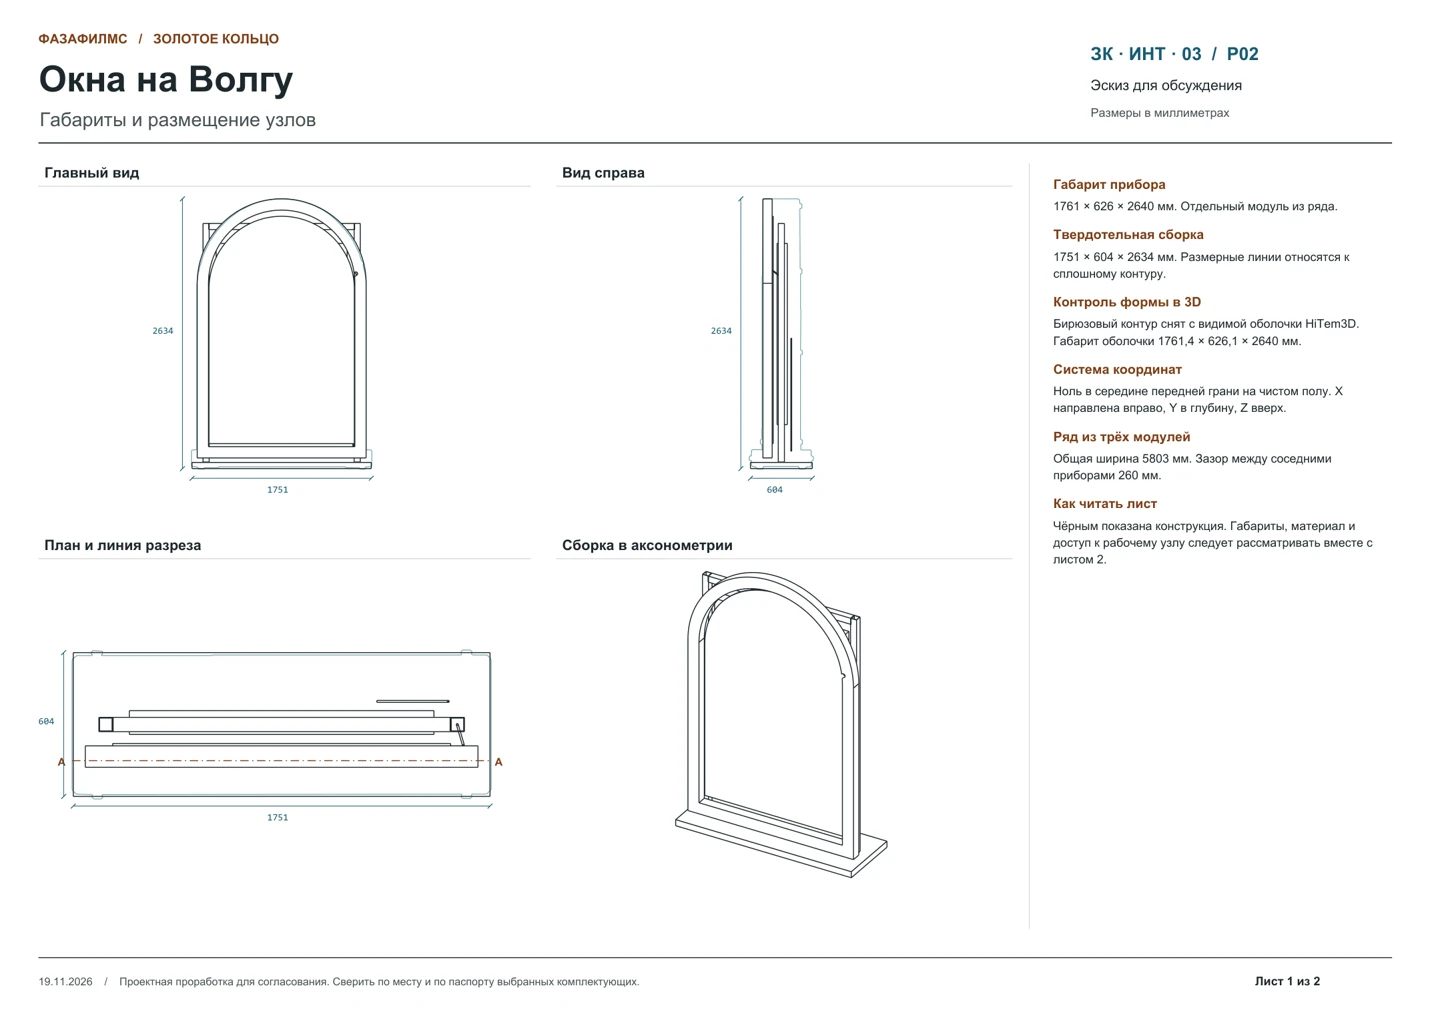 ФАЗАФИЛМС / ЗОЛОТОЕ КОЛЬЦО
Окна на Волгу
Габариты и размещение узлов
ЗК · ИНТ · 03 / Р02
Эскиз для обсуждения
Размеры в миллиметрах
Главный вид
2634
1751
Вид справа
2634
604
План и линия разреза
604
А
А
1751
Сборка в аксонометрии
Габарит прибора
1761 × 626 × 2640 мм. Отдельный модуль из ряда.
Твердотельная сборка
1751 × 604 × 2634 мм. Размерные линии относятся к
сплошному контуру.
Контроль формы в 3D
Бирюзовый контур снят с видимой оболочки HiTem3D.
Габарит оболочки 1761,4 × 626,1 × 2640 мм.
Система координат
Ноль в середине передней грани на чистом полу. X
направлена вправо, Y в глубину, Z вверх.
Ряд из трёх модулей
Общая ширина 5803 мм. Зазор между соседними
приборами 260 мм.
Как читать лист
Чёрным показана конструкция. Габариты, материал и
доступ к рабочему узлу следует рассматривать вместе с
листом 2.
19.11.2026 / Проектная проработка для согласования. Сверить по месту и по паспорту выбранных комплектующих.
Лист 1 из 2